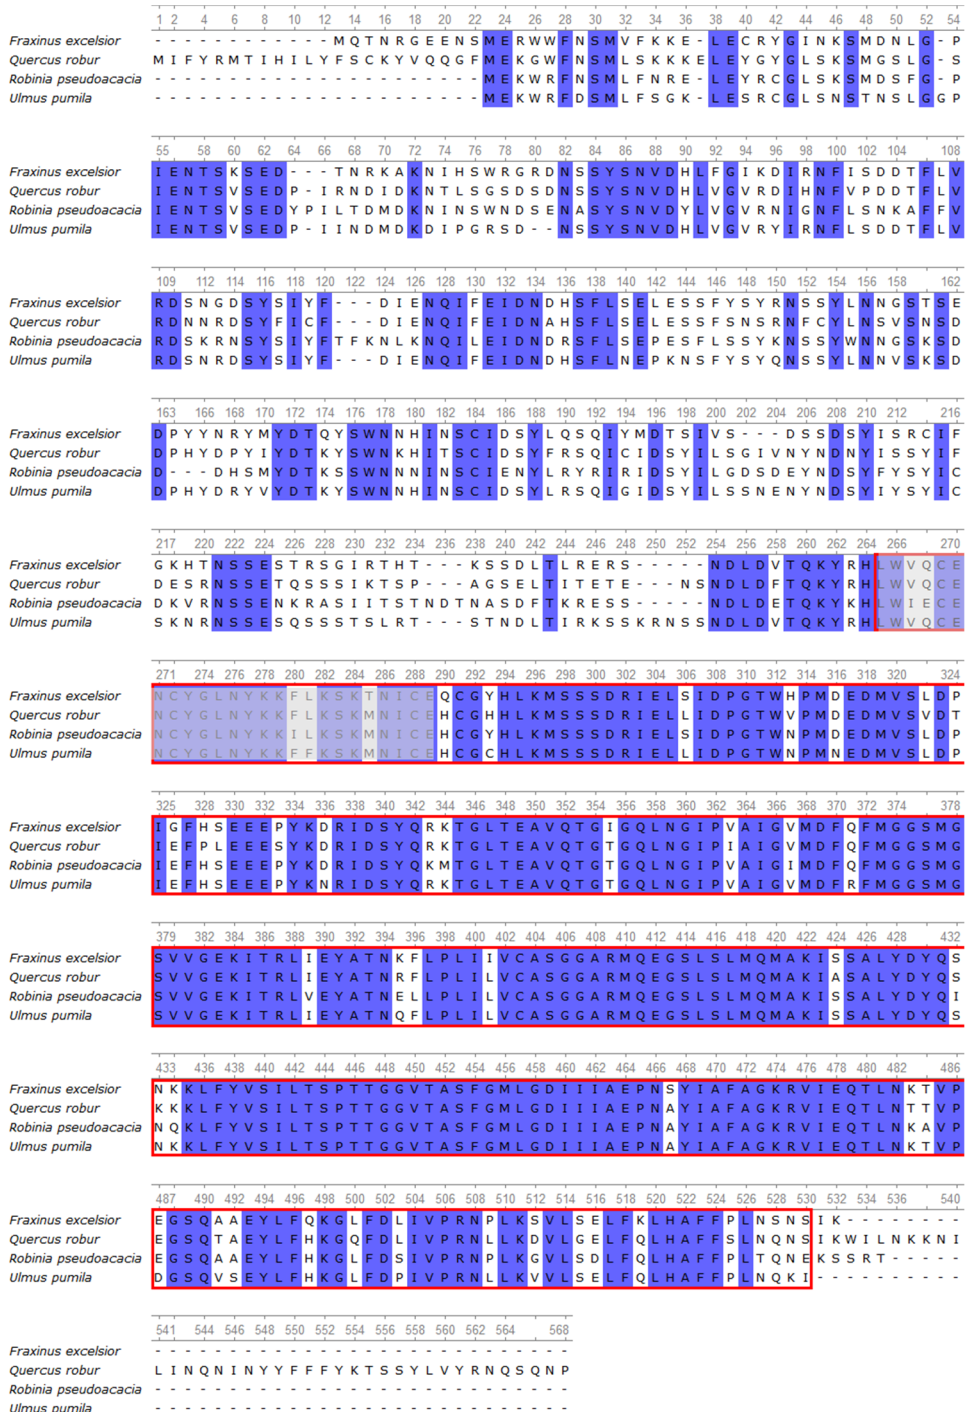 1 2 4 6 8 10 12 14 16 18 20 22 24 26 28 30 32 34 36 38 40 42 44 46 48 50 52 54
Fraxinus excelsior - - - - - - - - - - - - M Q T N R G E E N S M E R W W F N S M V F K K E - L E C R Y G I N K S M D N L G - P
Quercus robur M I F Y R M T I H I L Y F S C K Y V Q Q G F M E K G W F N S M L S K K K E L E Y G Y G L S K S M G S L G - S
Robinia pseudoacacia - - - - - - - - - - - - - - - - - - - - - - M E K W R F N S M L F N R E - L E Y R C G L S K S M D S F G - P
Ulmus pumila - - - - - - - - - - - - - - - - - - - - - - M E K W R F D S M L F S G K - L E S R C G L S N S T N S L G G P
55 58 60 62 64 66 68 70 72 74 76 78 80 82 84 86 88 90 92 94 96 98 100 102 104 108
Fraxinus excelsior I E N T S K S E D - - - T N R K A K N I H S W R G R D N S S Y S N V D H L F G I K D I R N F I S D D T F L V
Quercus robur I E N T S V S E D P - I R N D I D K N T L S G S D S D N S S Y S N V D H L V G V R D I H N F V P D D T F L V
Robinia pseudoacacia I E N T S V S E D Y P I L T D M D K N I N S W N D S E N A S Y S N V D Y L V G V R N I G N F L S N K A F F V
Ulmus pumila I E N T S V S E D P - I I N D M D K D I P G R S D - - N S S Y S N V D H L V G V R Y I R N F L S D D T F L V
109 112 114 116 118 120 122 124 126 128 130 132 134 136 138 140 142 144 146 148 150 152 154 156 158 162
Fraxinus excelsior R D S N G D S Y S I Y F - - - D I E N Q I F E I D N D H S F L S E L E S S F Y S Y R N S S Y L N N G S T S E
Quercus robur R D N N R D S Y F I C F - - - D I E N Q I F E I D N A H S F L S E L E S S F S N S R N F C Y L N S V S N S D
Robinia pseudoacacia R D S K R N S Y S I Y F T F K N L K N Q I L E I D N D R S F L S E P E S F L S S Y K N S S Y W N N G S K S D
Ulmus pumila R D S N R D S Y S I Y F - - - D I E N Q I F E I D N D H S F L N E P K N S F Y S Y Q N S S Y L N N V S K S D
163 166 168 170 172 174 176 178 180 182 184 186 188 190 192 194 196 198 200 202 204 206 208 210 212 216
Fraxinus excelsior D P Y Y N R Y M Y D T Q Y S W N N H I N S C I D S Y L Q S Q I Y M D T S I V S - - - D S S D S Y I S R C I F
Quercus robur D P H Y D P Y I Y D T K Y S W N K H I T S C I D S Y F R S Q I C I D S Y I L S G I V N Y N D N Y I S S Y I F
Robinia pseudoacacia D - - - D H S M Y D T K S S W N N N I N S C I E N Y L R Y R I R I D S Y I L G D S D E Y N D S Y F Y S Y I C
Ulmus pumila D P H Y D R Y V Y D T K Y S W N N H I N S C I D S Y L R S Q I G I D S Y I L S S N E N Y N D S Y I Y S Y I C
217 220 222 224 226 228 230 232 234 236 238 240 242 244 246 248 250 252 254 256 258 260 262 264 266 270
Fraxinus excelsior G K H T N S S E S T R S G I R T H T - - K S S D L T L R E R S - - - - - N D L D V T Q K Y R H L W V Q C E
Quercus robur D E S R N S S E T Q S S S I K T S P - - A G S E L T I T E T E - - - N S N D L D F T Q K Y R H L W V Q C E
Robinia pseudoacacia D K V R N S S E N K R A S I I T S T N D T N A S D F T K R E S S - - - - - N D L D E T Q K Y K H L W I E C E
Ulmus pumila S K N R N S S E S Q S S S T S L R T - - - S T N D L T I R K S S K R N S S N D L D V T Q K Y R H L W V Q C E
271 274 276 278 280 282 284 286 288 290 292 294 296 298 300 302 304 306 308 310 312 314 316 318 320 324
Fraxinus excelsior N C Y G L N Y K K F L K S K T N I C E Q C G Y H L K M S S S D R I E L S I D P G T W H P M D E D M V S L D P
Quercus robur N C Y G L N Y K K F L K S K M N I C E H C G H H L K M S S S D R I E L L I D P G T W V P M D E D M V S V D T
Robinia pseudoacacia N C Y G L N Y K K I L K S K M N I C E H C G Y H L K M S S S D R I E L L I D P G T W N P M D E D M V S L D P
Ulmus pumila N C Y G L N Y K K F F K S K M N I C E H C G C H L K M S S S D R I E L L I D P G T W N P M N E D M V S L D P
325 328 330 332 334 336 338 340 342 344 346 348 350 352 354 356 358 360 362 364 366 368 370 372 374 378
Fraxinus excelsior I G F H S E E E P Y K D R I D S Y Q R K T G L T E A V Q T G I G Q L N G I P V A I G V M D F Q F M G G S M G
Quercus robur I E F P L E E E S Y K D R I D S Y Q R K T G L T E A V Q T G T G Q L N G I P I A I G V M D F Q F M G G S M G
Robinia pseudoacacia I E F H S E E E P Y K D R I D S Y Q K M T G L T E A V Q T G T G Q L N G I P V A I G I M D F Q F M G G S M G
Ulmus pumila I E F H S E E E P Y K N R I D S Y Q R K T G L T E A V Q T G T G Q L N G I P V A I G V M D F R F M G G S M G
379 382 384 386 388 390 392 394 396 398 400 402 404 406 408 410 412 414 416 418 420 422 424 426 428 432
Fraxinus excelsior S V V G E K I T R L I E Y A T N K F L P L I I V C A S G G A R M Q E G S L S L M Q M A K I S S A L Y D Y Q S
Quercus robur S V V G E K I T R L I E Y A T N R F L P L I L V C A S G G A R M Q E G S L S L M Q M A K I A S A L Y D Y Q S
Robinia pseudoacacia S V V G E K I T R L V E Y A T N E L L P L I L V C A S G G A R M Q E G S L S L M Q M A K I S S A L Y D Y Q I
Ulmus pumila S V V G E K I T R L I E Y A T N Q F L P L I L V C A S G G A R M Q E G S L S L M Q M A K I S S A L Y D Y Q S
433 436 438 440 442 444 446 448 450 452 454 456 458 460 462 464 466 468 470 472 474 476 478 480 482 486
Fraxinus excelsior N K K L F Y V S I L T S P T T G G V T A S F G M L G D I I I A E P N S Y I A F A G K R V I E Q T L N K T V P
Quercus robur K K K L F Y V S I L T S P T T G G V T A S F G M L G D I I I A E P N A Y I A F A G K R V I E Q T L N T T V P
Robinia pseudoacacia N Q K L F Y V S I L T S P T T G G V T A S F G M L G D I I I A E P N A Y I A F A G K R V I E Q T L N K A V P
Ulmus pumila N K K L F Y V S I L T S P T T G G V T A S F G M L G D I I I A E P N A Y I A F A G K R V I E Q T L N K T V P
487 490 492 494 496 498 500 502 504 506 508 510 512 514 516 518 520 522 524 526 528 530 532 534 536 540
Fraxinus excelsior E G S Q A A E Y L F Q K G L F D L I V P R N P L K S V L S E L F K L H A F F P L N S N S I K - - - - - - - -
Quercus robur E G S Q T A E Y L F H K G Q F D L I V P R N L L K D V L G E L F Q L H A F F S L N Q N S I K W I L N K K N I
Robinia pseudoacacia E G S Q A A E Y L F H K G L F D S I V P R N P L K G V L S D L F Q L H A F F P L T Q N E K S S R T - - - - -
Ulmus pumila D G S Q V S E Y L F H K G L F D P I V P R N L L K V V L S E L F Q L H A F F P L N Q K I - - - - - - - - - -
541 544 546 548 550 552 554 556 558 560 562 564 568
Fraxinus excelsior - - - - - - - - - - - - - - - - - - - - - - - - - - - -
Quercus robur L I N Q N I N Y Y F F F Y K T S S Y L V Y R N Q S Q N P
Robinia pseudoacacia - - - - - - - - - - - - - - - - - - - - - - - - - - - -
Ulmus pumila - - - - - - - - - - - - - - - - - - - - - - - - - - - -